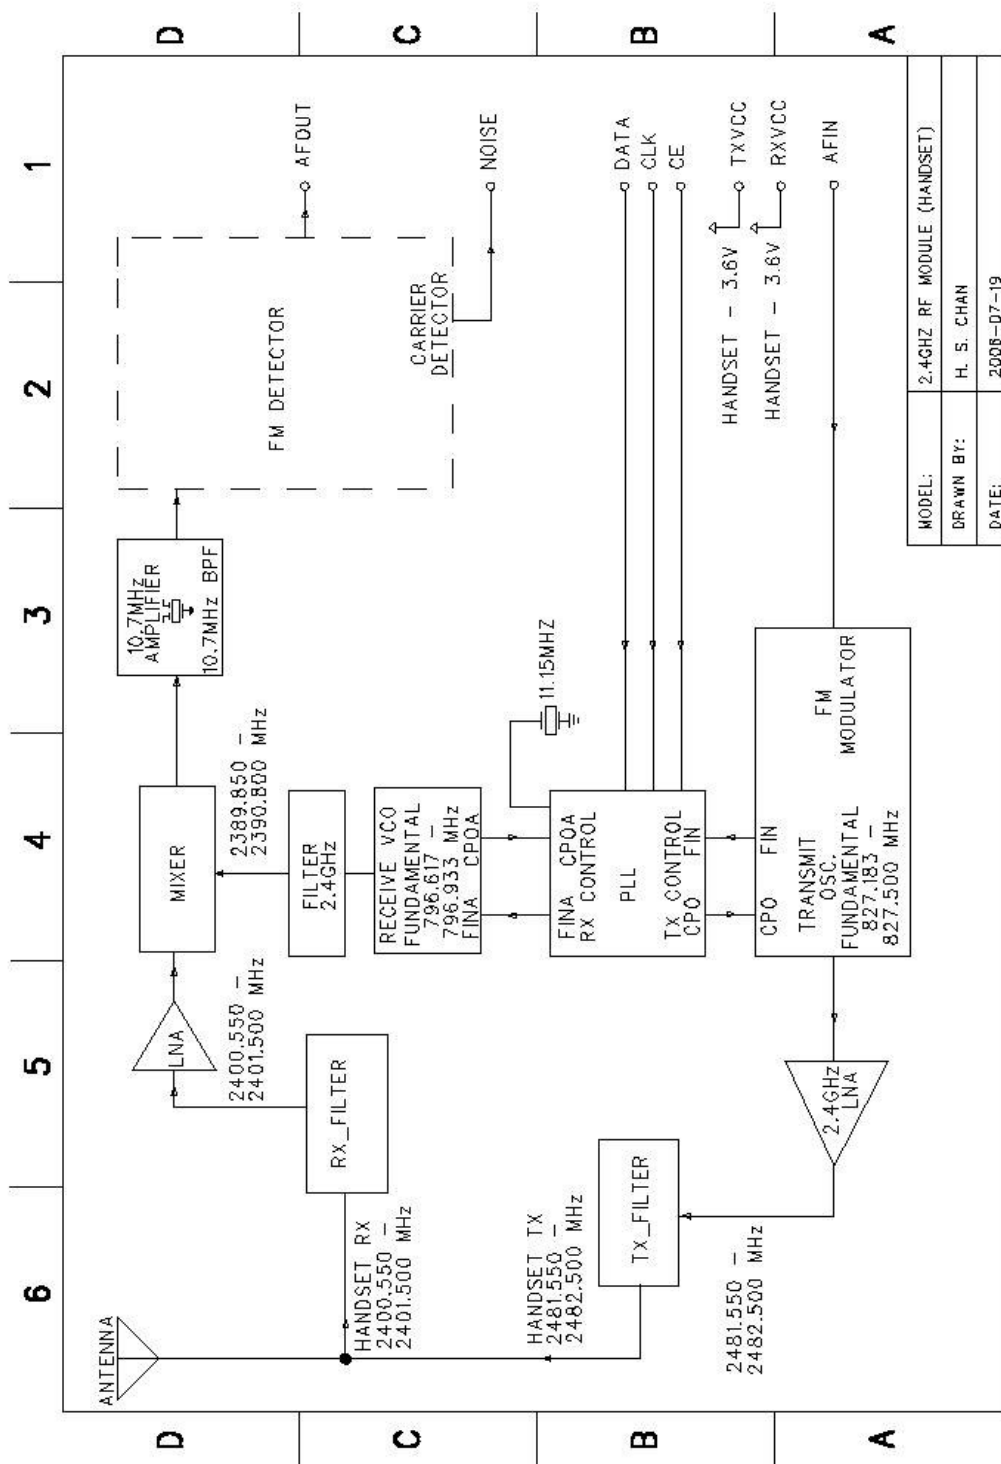 6
5
4
3
2
1
D
C
B
A
D
C
B
A
ANTENNA
HANDSET RX
2400.550 -
2401.500 MHz
RX_FILTER
LNA
2400.550 -
2401.500 MHz
MIXER
2389.850 -
2390.800 MHz
10.7MHz
AMPLIFIER
10.7MHz BPF
FM DETECTOR
CARRIER
DETECTOR
AFOUT
NOISE
FILTER
2.4GHz
RECEIVE VCO
FUNDAMENTAL
796.617 -
796.933 MHz
FINA CPOA
11.15MHZ
FINA CPOA
RX CONTROL
PLL
TX CONTROL
CPO FIN
DATA
CLK
CE
HANDSET - 3.6V
TXVCC
HANDSET - 3.6V
RXVCC
AFIN
HANDSET TX
2481.550 -
2482.500 MHz
TX_FILTER
2481.550 -
2482.500 MHz
2.4GHZ
LNA
CPO FIN
TRANSMIT
OSC.
FUNDAMENTAL
827.183 -
827.500 MHz
FM
MODULATOR
MODEL: 2.4GHZ RF MODULE (HANDSET)
DRAWN BY: H. S. CHAN
DATE: 2006-07-19